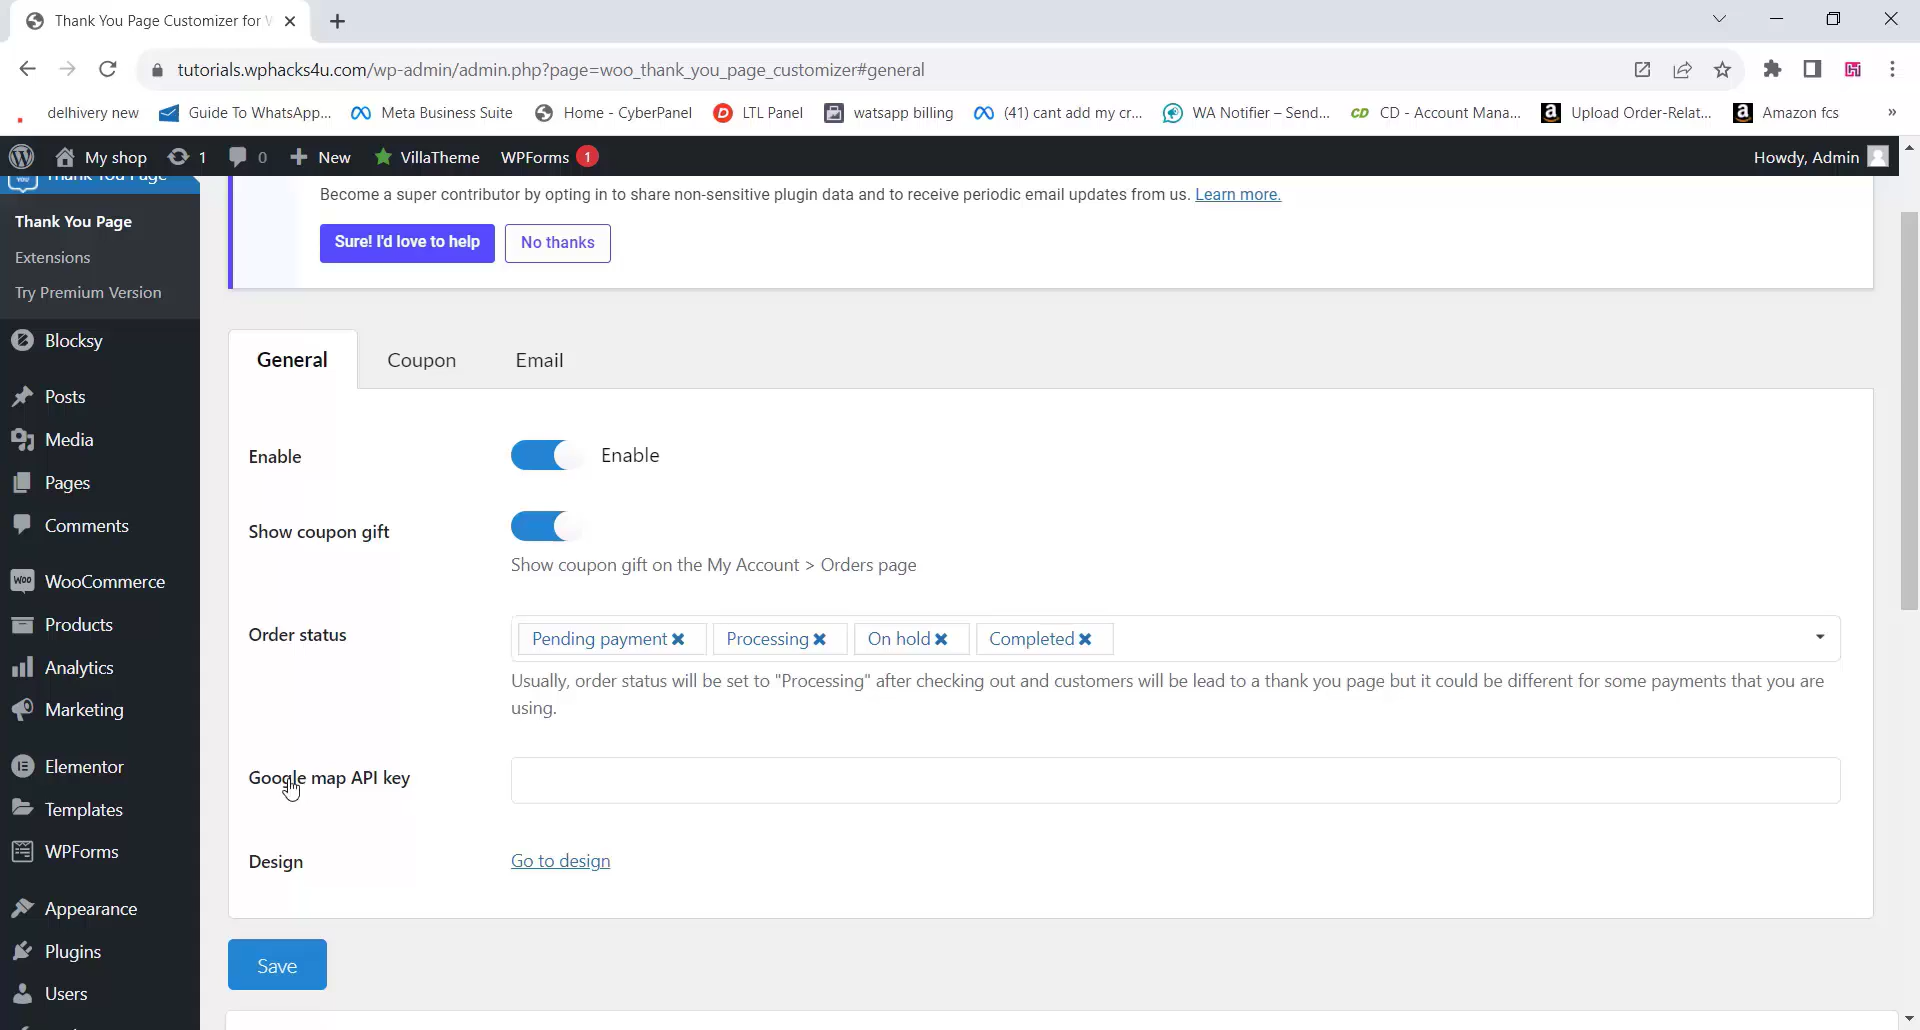 Thank You Page Customizer for W
tutorials.wphacks4u.com/wp-admin/admin.php?page=woo_thank_you_page_customizer#general
delhivery new
Guide To WhatsApp...
Meta Business Suite
Home - CyberPanel
LTL Panel
watsapp billing
(41) cant add my cr...
WA Notifier – Send...
CD - Account Mana...
Upload Order-Relat...
Amazon fcs
»
My shop
1
0
New
VillaTheme
WPForms 1
Howdy, Admin
Thank You Page
Become a super contributor by opting in to share non-sensitive plugin data and to receive periodic email updates from us. Learn more.
Sure! I'd love to help
No thanks
Thank You Page
Extensions
Try Premium Version
Blocksy
Posts
Media
Pages
Comments
WooCommerce
Products
Analytics
Marketing
Elementor
Templates
WPForms
Appearance
Plugins
Users
General
Coupon
Email
Enable
Enable
Show coupon gift
Show coupon gift on the My Account > Orders page
Order status
Pending payment
Processing
On hold
Completed
Usually, order status will be set to "Processing" after checking out and customers will be lead to a thank you page but it could be different for some payments that you are
using.
Google map API key
Design
Go to design
Save